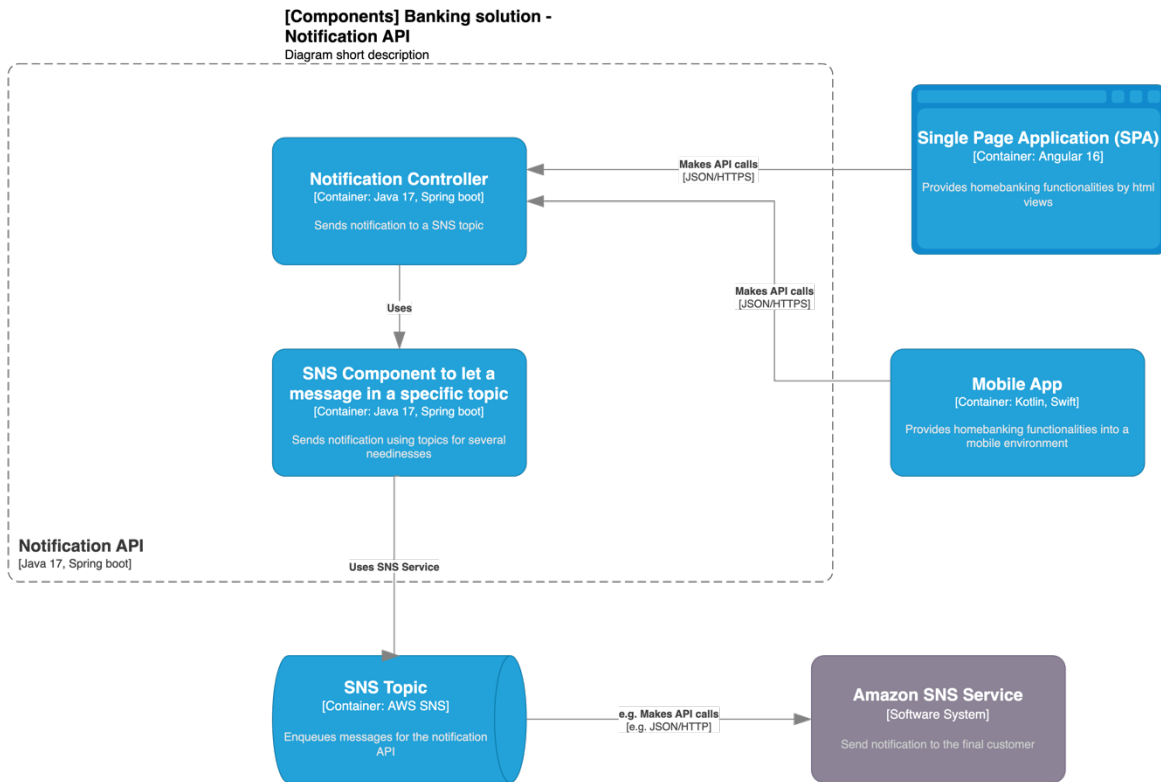 [Components] Banking solution -
Notification API
Diagram short description
Single Page Application (SPA)
[Container: Angular 16]
Provides homebanking functionalities by html
views
Makes API calls
[JSON/HTTPS]
Notification Controller
[Container: Java 17, Spring boot]
Sends notification to a SNS topic
Makes API calls
[JSON/HTTPS]
Uses
SNS Component to let a
message in a specific topic
[Container: Java 17, Spring boot]
Sends notification using topics for several
needinesses
Mobile App
[Container: Kotlin, Swift]
Provides homebanking functionalities into a
mobile environment
Notification API
[Java 17, Spring boot]
Uses SNS Service
SNS Topic
[Container: AWS SNS]
Enqueues messages for the notification
API
e.g. Makes API calls
[e.g. JSON/HTTP]
Amazon SNS Service
[Software System]
Send notification to the final customer